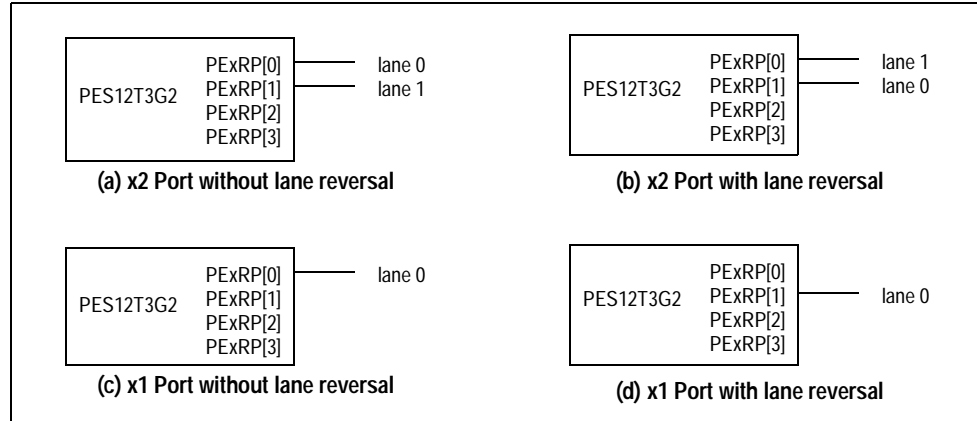 PES12T3G2
PExRP[0]
PExRP[1]
PExRP[2]
PExRP[3]
lane 0
lane 1
(a) x2 Port without lane reversal
PES12T3G2
PExRP[0]
PExRP[1]
PExRP[2]
PExRP[3]
lane 1
lane 0
(b) x2 Port with lane reversal
PES12T3G2
PExRP[0]
PExRP[1]
PExRP[2]
PExRP[3]
lane 0
(c) x1 Port without lane reversal
PES12T3G2
PExRP[0]
PExRP[1]
PExRP[2]
PExRP[3]
lane 0
(d) x1 Port with lane reversal